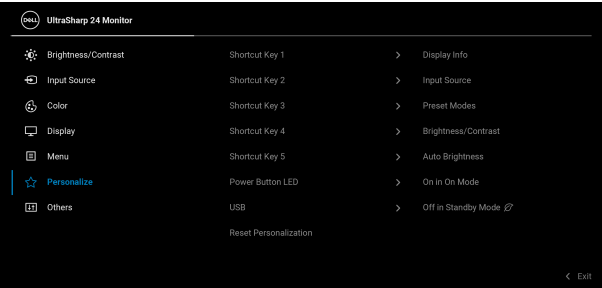 DELL UltraSharp 24 Monitor
Brightness/Contrast Shortcut Key 1 Display Info
Input Source Shortcut Key 2 Input Source
Color Shortcut Key 3 Preset Modes
Display Shortcut Key 4 Brightness/Contrast
Menu Shortcut Key 5 Auto Brightness
Personalize Power Button LED On in On Mode
Others USB Off in Standby Mode
Reset Personalization
Exit